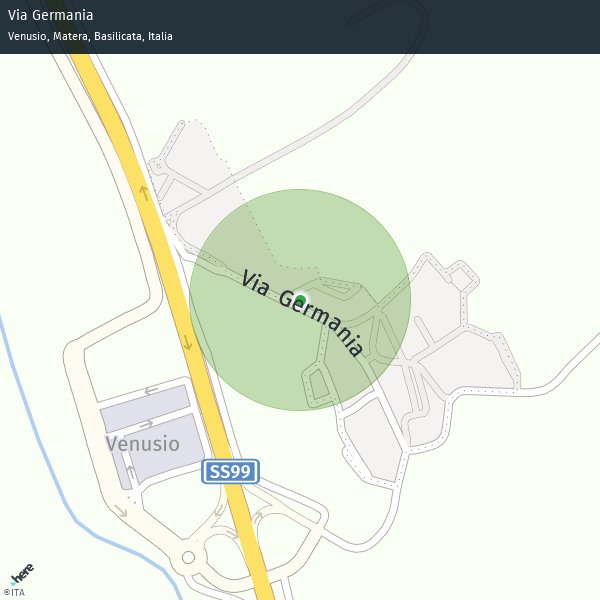 Via Germania
Venusio, Matera, Basilicata, Italia
Via Germania
Venusio
SS99
here
©ITA